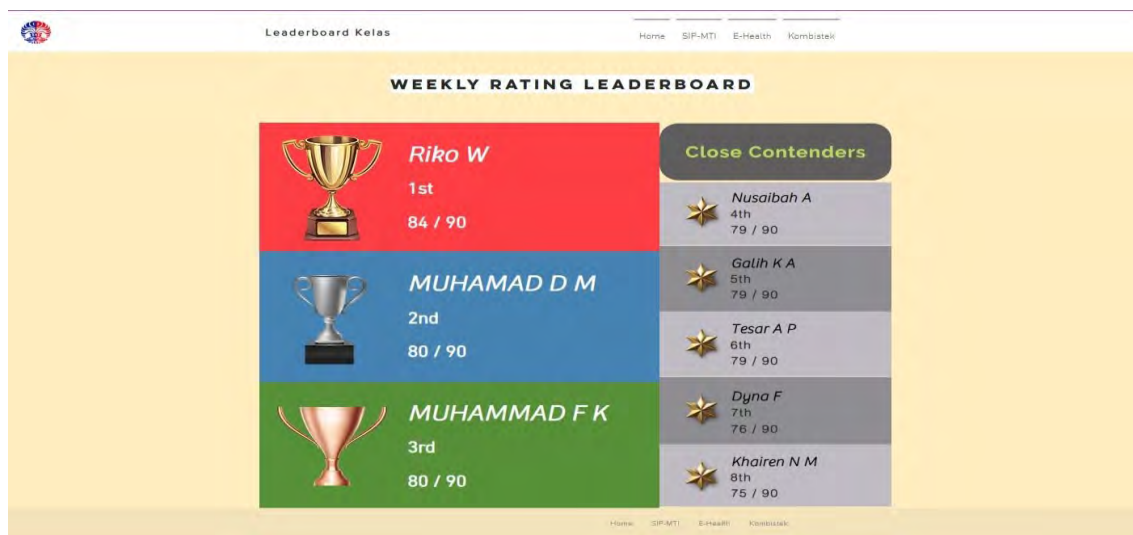 Leaderboard Kelas
Home SIP-MTI E-Health Kombistek
WEEKLY RATING LEADERBOARD
Riko W
1st
84 / 90
MUHAMAD D M
2nd
80 / 90
MUHAMMAD F K
3rd
80 / 90
Close Contenders
Nusaibah A
4th
79 / 90
Galih K A
5th
79 / 90
Tesar A P
6th
79 / 90
Dyna F
7th
76 / 90
Khairen N M
8th
75 / 90
Home SIP-MTI E-Health Kombistek